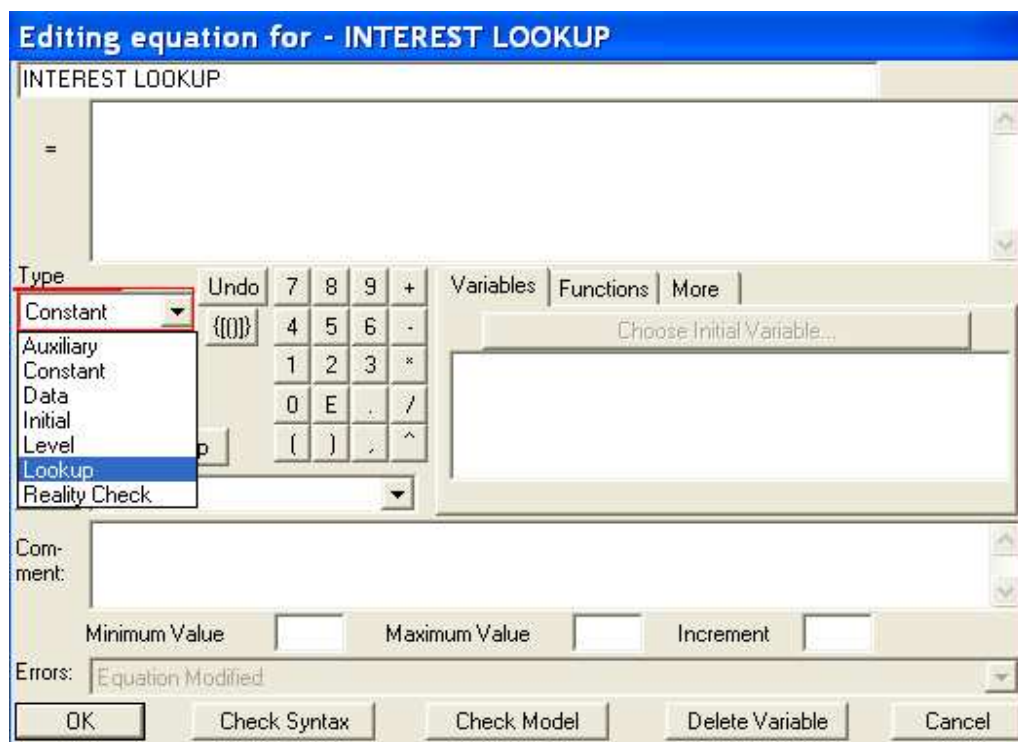 Editing equation for - INTEREST LOOKUP
INTEREST LOOKUP
=
Type
Undo 7 8 9 +
Variables Functions More
Constant
{[()]} 4 5 6 -
Choose Initial Variable...
Auxiliary
Constant
1 2 3 *
Data
Initial
0 E . /
Level
p ( ) , ^
Lookup
Reality Check
Com-
ment:
Minimum Value Maximum Value Increment
Errors: Equation Modified
OK Check Syntax Check Model Delete Variable Cancel